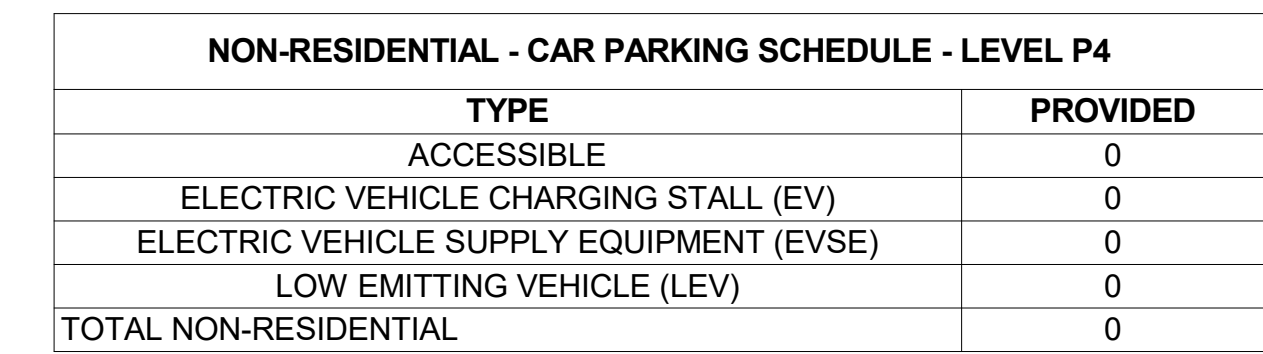 NON-RESIDENTIAL - CAR PARKING SCHEDULE - LEVEL P4
TYPE PROVIDED
ACCESSIBLE 0
ELECTRIC VEHICLE CHARGING STALL (EV) 0
ELECTRIC VEHICLE SUPPLY EQUIPMENT (EVSE) 0
LOW EMITTING VEHICLE (LEV) 0
TOTAL NON-RESIDENTIAL 0